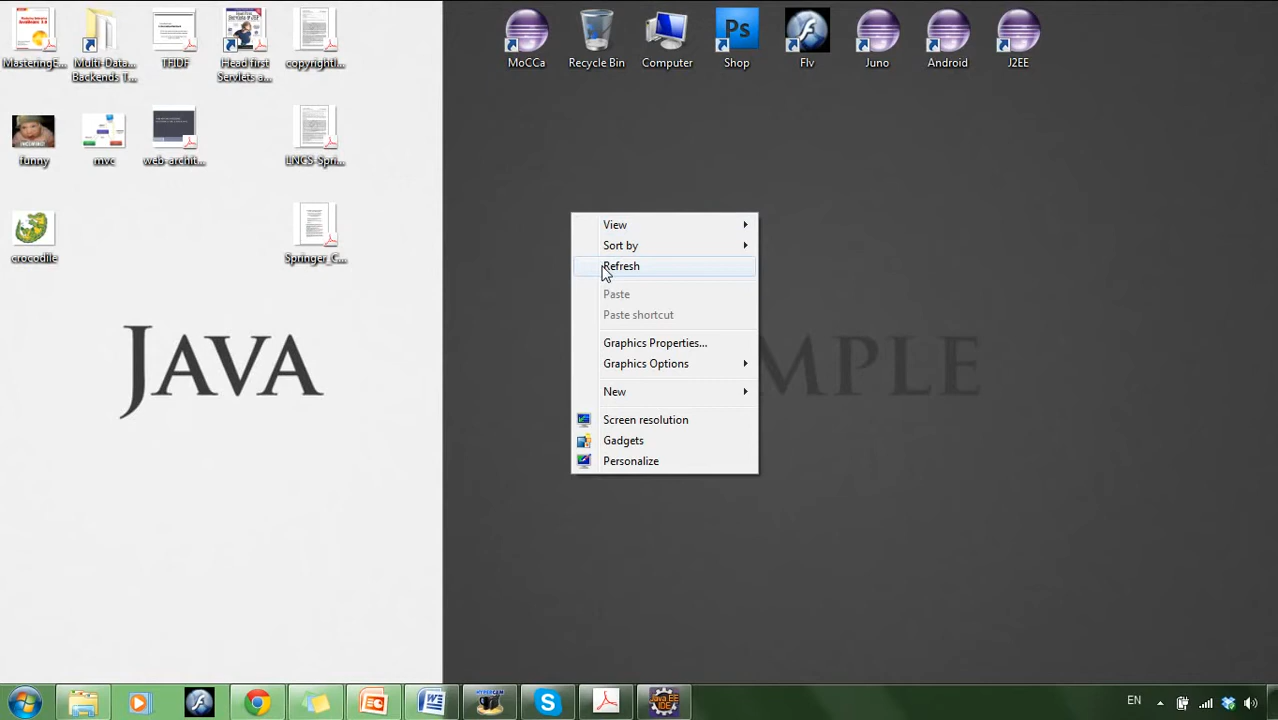 MasteringE...
Multi-Data...
Backends T...
TFIDF
Head first
Servlets a...
copyrightl...
MoCCa
Recycle Bin
Computer
Shop
Flv
Juno
Android
J2EE
funny
mvc
web-archit...
LNCS-Spri...
crocodile
Springer_C...
View
Sort by
Refresh
Paste
Paste shortcut
Graphics Properties...
Graphics Options
New
Screen resolution
Gadgets
Personalize
JAVA
MPLE
EN